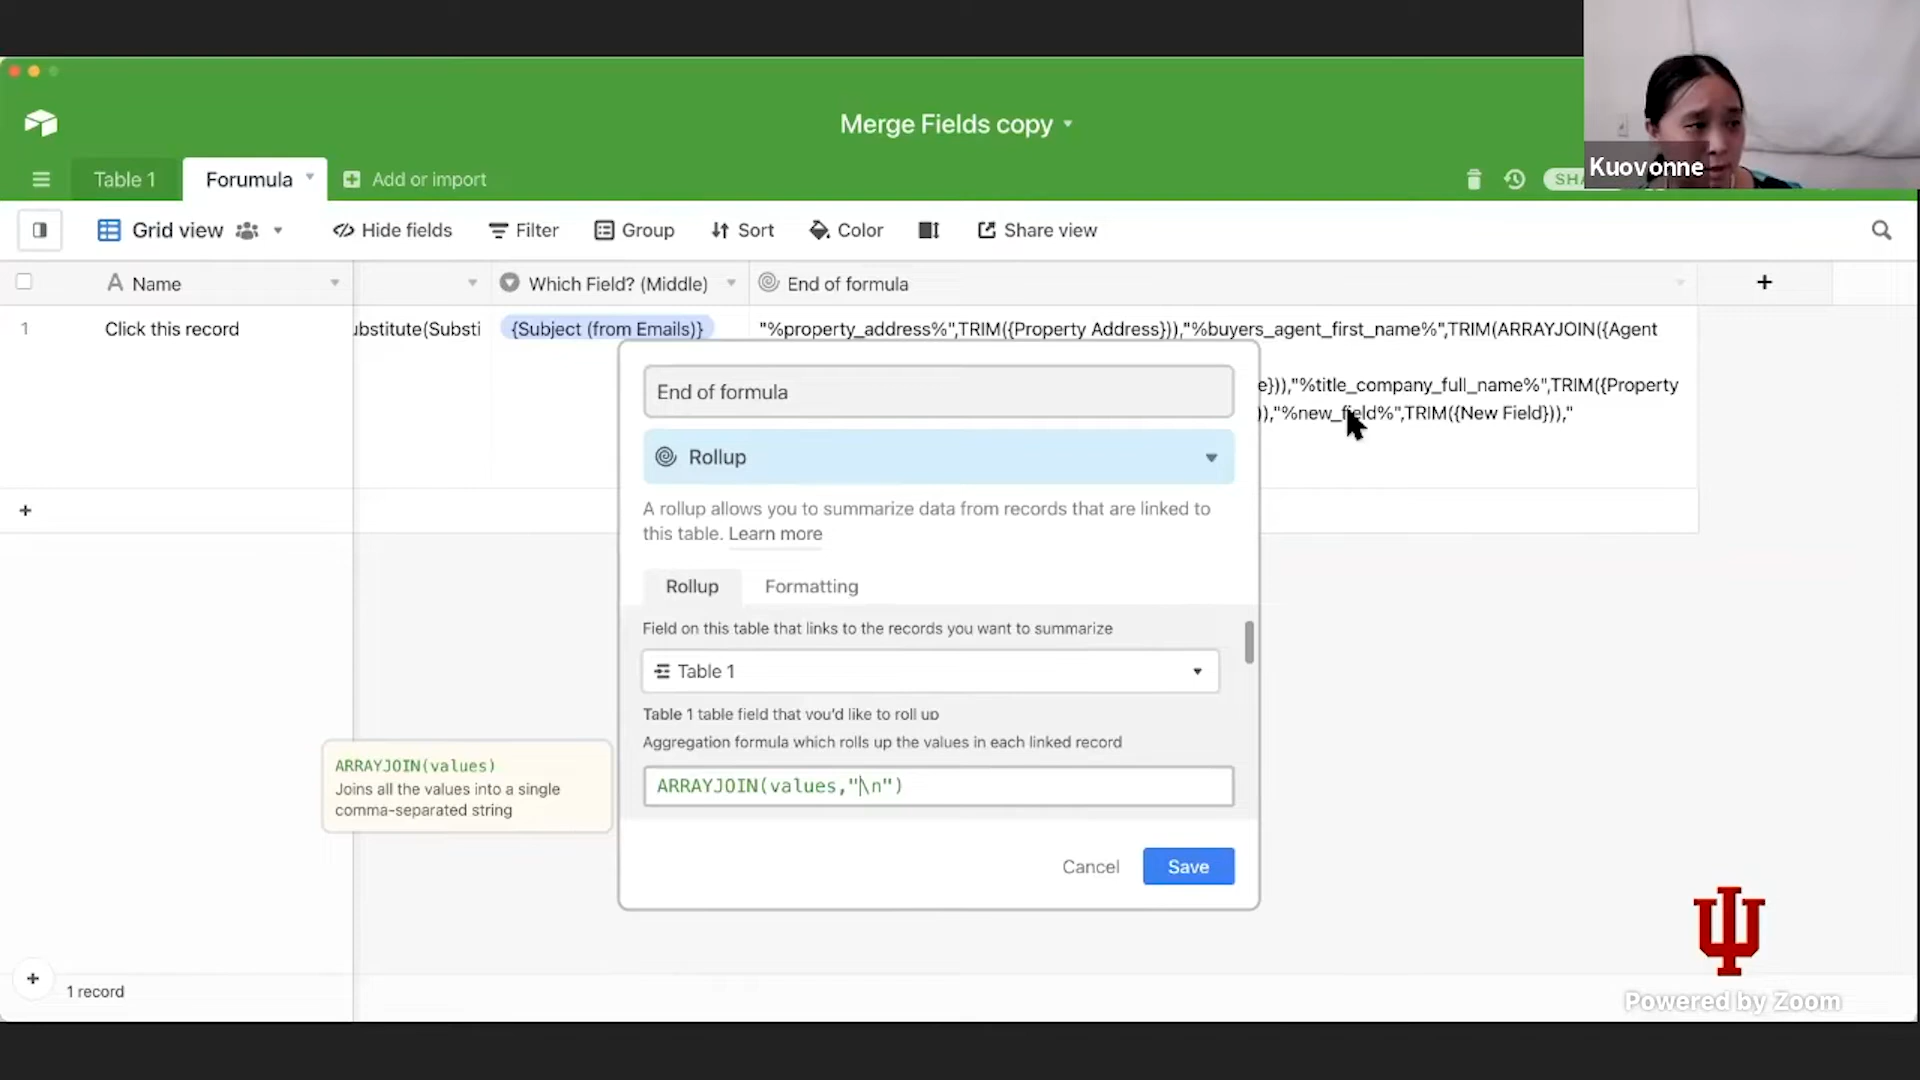 Merge Fields copy
Kuovonne
Table 1
Forumula
Add or import
SHA
Grid view
Hide fields
Filter
Group
Sort
Color
Share view
Name
Which Field? (Middle)
End of formula
1
Click this record
ubstitute(Substi
{Subject (from Emails)}
"%property_address%",TRIM({Property Address})),"%buyers_agent_first_name%",TRIM(ARRAYJOIN({Agent
e})),"%title_company_full_name%",TRIM({Property
)),"%new_field%",TRIM({New Field})),"
End of formula
Rollup
A rollup allows you to summarize data from records that are linked to
this table. Learn more
Rollup
Formatting
Field on this table that links to the records you want to summarize
Table 1
Table 1 table field that you'd like to roll up
Aggregation formula which rolls up the values in each linked record
ARRAYJOIN(values,"\n")
ARRAYJOIN(values)
Joins all the values into a single
comma-separated string
Cancel
Save
1 record
Powered by Zoom